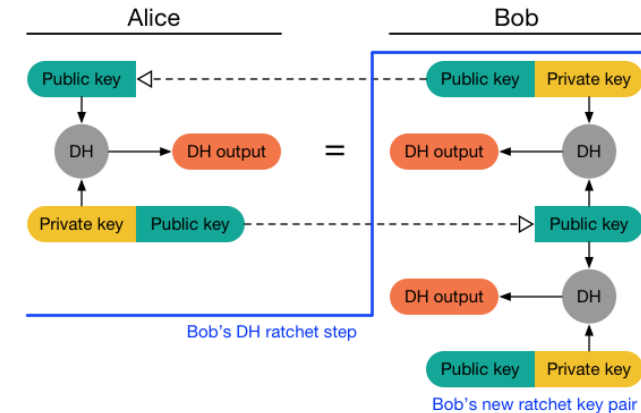 Alice
Bob
Public key
Public key
Private key
DH
DH output
=
DH output
DH
Private key
Public key
Public key
DH output
DH
Bob's DH ratchet step
Public key
Private key
Bob's new ratchet key pair